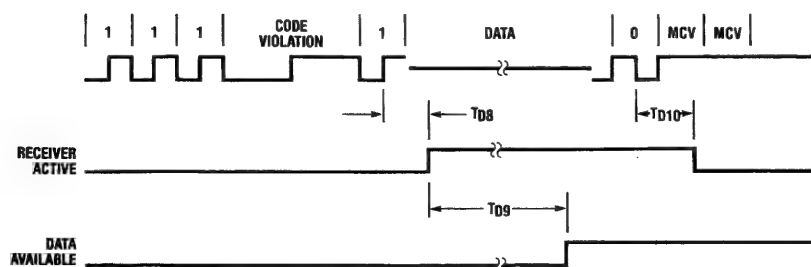 1 1 1 CODE VIOLATION 1 DATA 0 MCV MCV
TD8
TD10
RECEIVER
ACTIVE
TD9
DATA
AVAILABLE